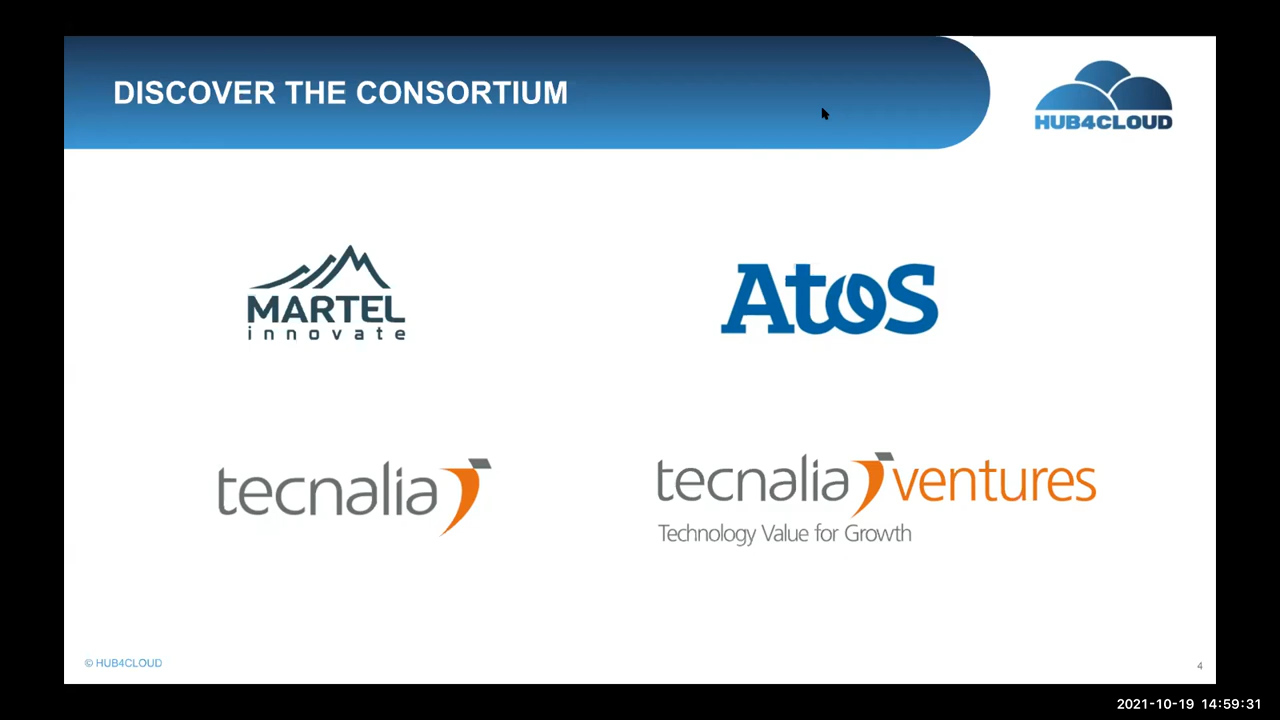 DISCOVER THE CONSORTIUM
HUB4CLOUD
MARTEL
innovate
Atos
tecnalia
tecnalia ventures
Technology Value for Growth
© HUB4CLOUD
4
2021-10-19 14:59:31